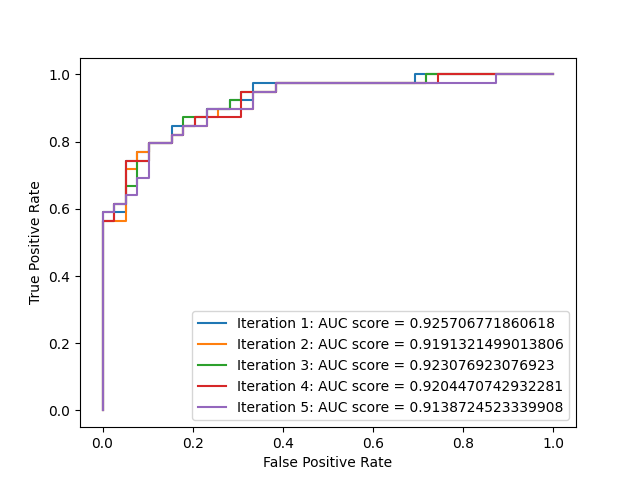 1.0
0.8
0.6
0.4
0.2
0.0
True Positive Rate
Iteration 1: AUC score = 0.925706771860618
Iteration 2: AUC score = 0.9191321499013806
Iteration 3: AUC score = 0.923076923076923
Iteration 4: AUC score = 0.9204470742932281
Iteration 5: AUC score = 0.9138724523339908
0.0 0.2 0.4 0.6 0.8 1.0
False Positive Rate